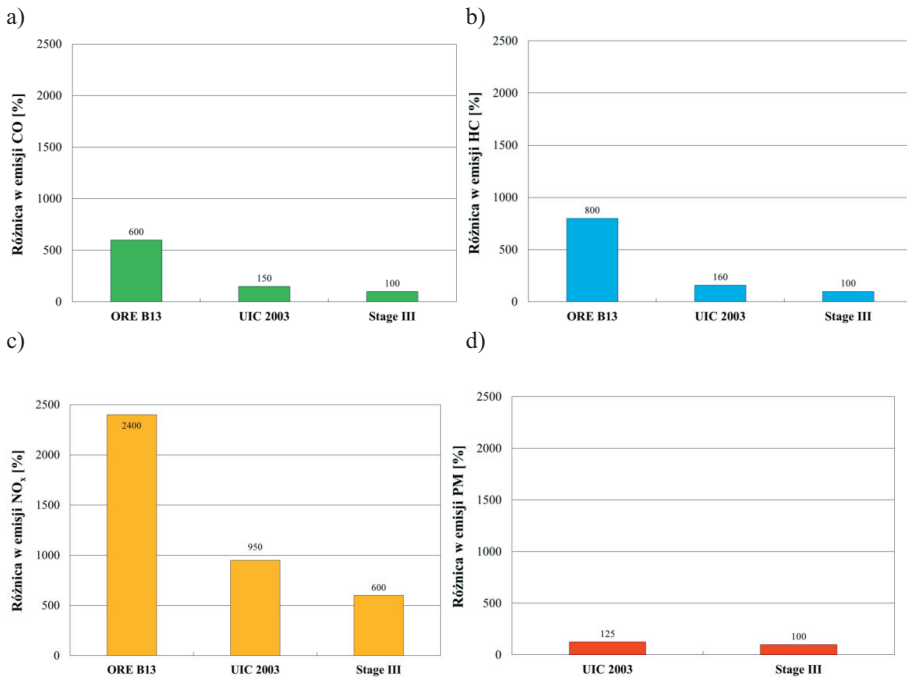 a)
Różnica w emisji CO [%]
2500
2000
1500
1000
500
0
600
150
100
ORE B13 UIC 2003 Stage III
b)
Różnica w emisji HC [%]
2500
2000
1500
1000
500
0
800
160
100
ORE B13 UIC 2003 Stage III
c)
Różnica w emisji NOx [%]
2500
2000
1500
1000
500
0
2400
950
600
ORE B13 UIC 2003 Stage III
d)
Różnica w emisji PM [%]
2500
2000
1500
1000
500
0
125
100
UIC 2003 Stage III